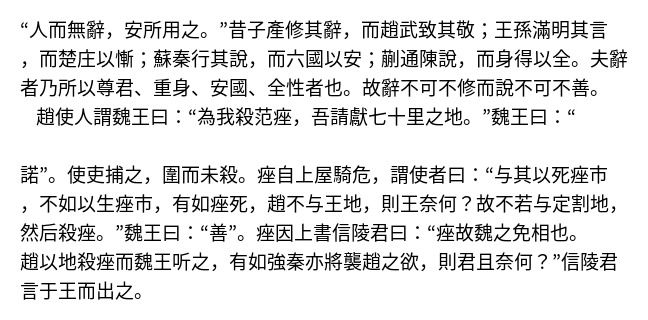 “人而無辭，安所用之。”昔子產修其辭，而趙武致其敬；王孫滿明其言
，而楚庄以慚；蘇秦行其說，而六國以安；蒯通陳說，而身得以全。夫辭
者乃所以尊君、重身、安國、全性者也。故辭不可不修而說不可不善。
趙使人謂魏王曰：“為我殺范痤，吾請獻七十里之地。”魏王曰：“
諾”。使吏捕之，圍而未殺。痤自上屋騎危，謂使者曰：“与其以死痤市
，不如以生痤市，有如痤死，趙不与王地，則王奈何？故不若与定割地，
然后殺痤。”魏王曰：“善”。痤因上書信陵君曰：“痤故魏之免相也。
趙以地殺痤而魏王听之，有如強秦亦將襲趙之欲，則君且奈何？”信陵君
言于王而出之。